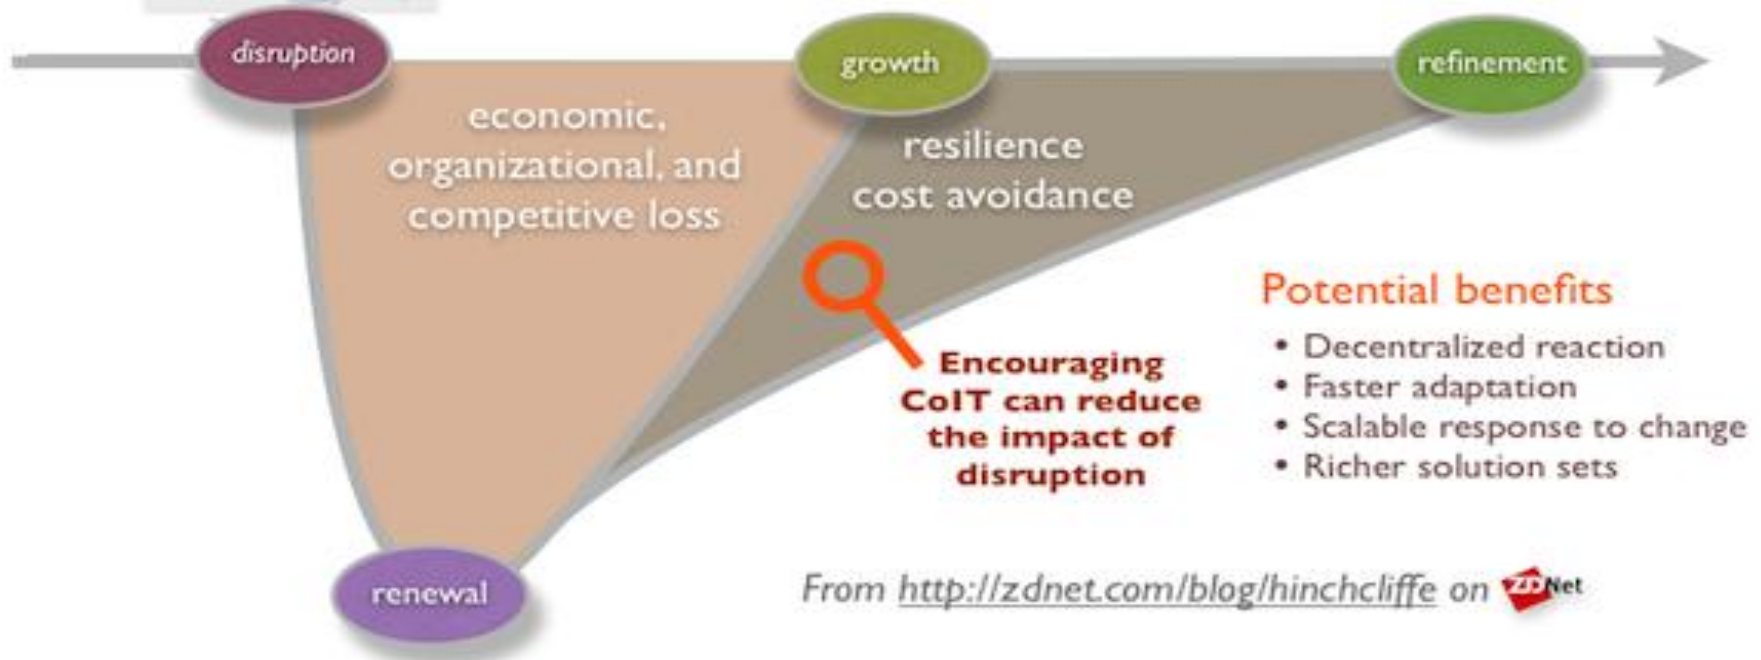 disruption
growth
refinement
economic,
organizational, and
competitive loss
resilience
cost avoidance
Encouraging
CoIT can reduce
the impact of
disruption
Potential benefits
• Decentralized reaction
• Faster adaptation
• Scalable response to change
• Richer solution sets
renewal
From http://zdnet.com/blog/hinchcliffe on ZDNet